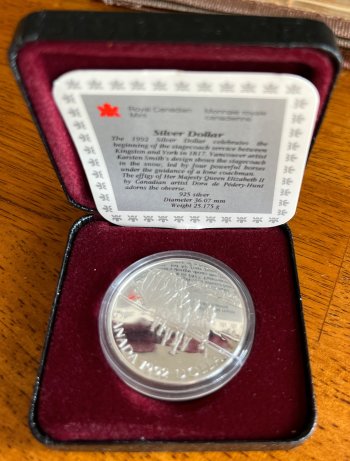 Royal Canadian Mint
Monnaie royale canadienne
Silver Dollar
The 1992 Silver Dollar celebrates the
beginning of the stagecoach service between
Kingston and York in 1817. Vancouver artist
Karsten Smith's design shows the stagecoach
in the snow, led by four powerful horses
under the guidance of a lone coachman.
The effigy of Her Majesty Queen Elizabeth II
by Canadian artist Dora de Pédery-Hunt
adorns the obverse.
.925 silver
Diameter 36.07 mm
Weight 25.175 g
CANADA 1992 DOLLAR